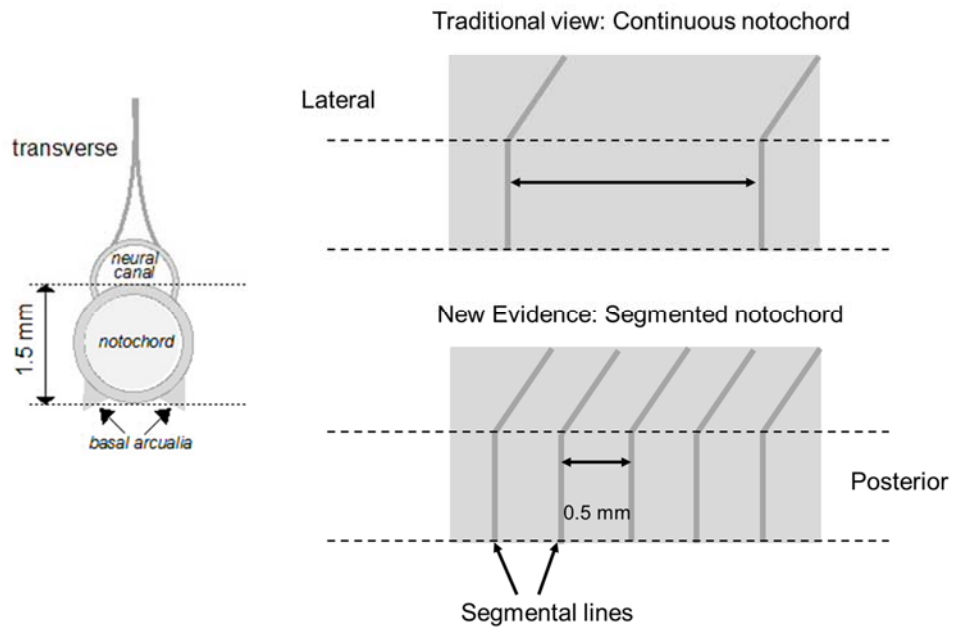 Traditional view: Continuous notochord
Lateral
transverse
neural
canal
notochord
1.5 mm
basal arcualia
New Evidence: Segmented notochord
0.5 mm
Posterior
Segmental lines